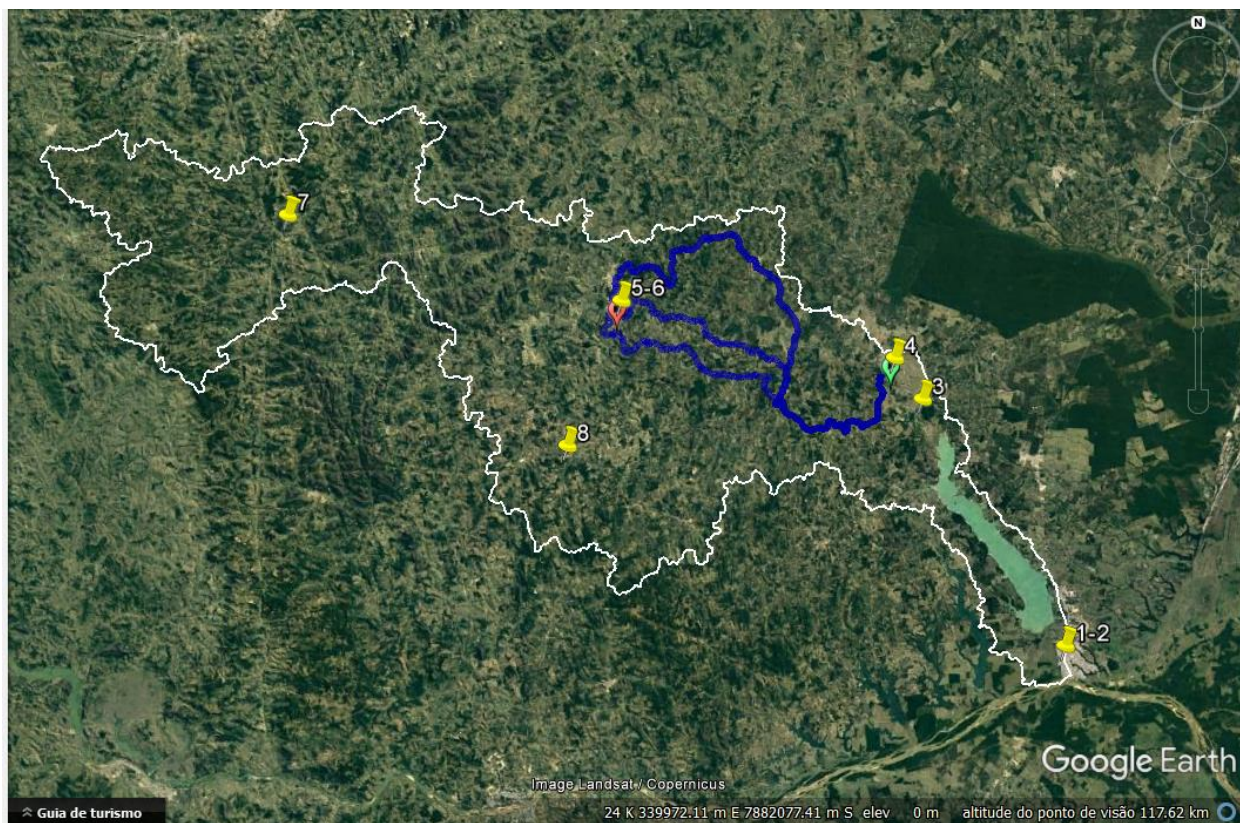 N
7
5-6
4
3
8
1-2
Google Earth
Image Landsat / Copernicus
Guia de turismo
24 K 339972.11 m E 7882077.41 m S elev 0 m altitude do ponto de visão 117.62 km